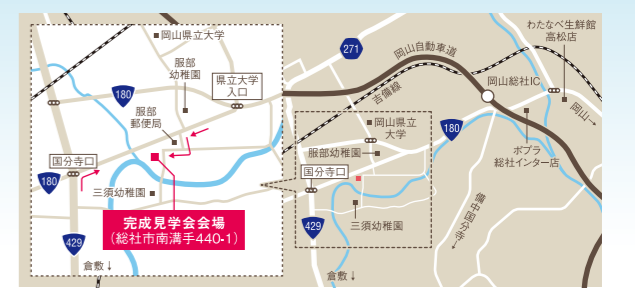 岡山県立大学
服部
幼稚園
県立大学
入口
180
服部
郵便局
国分寺口
180
三須幼稚園
完成見学会会場
(総社市南溝手440-1)
429
倉敷↓
271
岡山自動車道
吉備線
わたなべ生鮮館
高松店
岡山総社IC
岡山→
岡山県立
大学
180
服部幼稚園
ポプラ
総社インター店
国分寺口
三須幼稚園
備中国分寺↓
429
倉敷↓